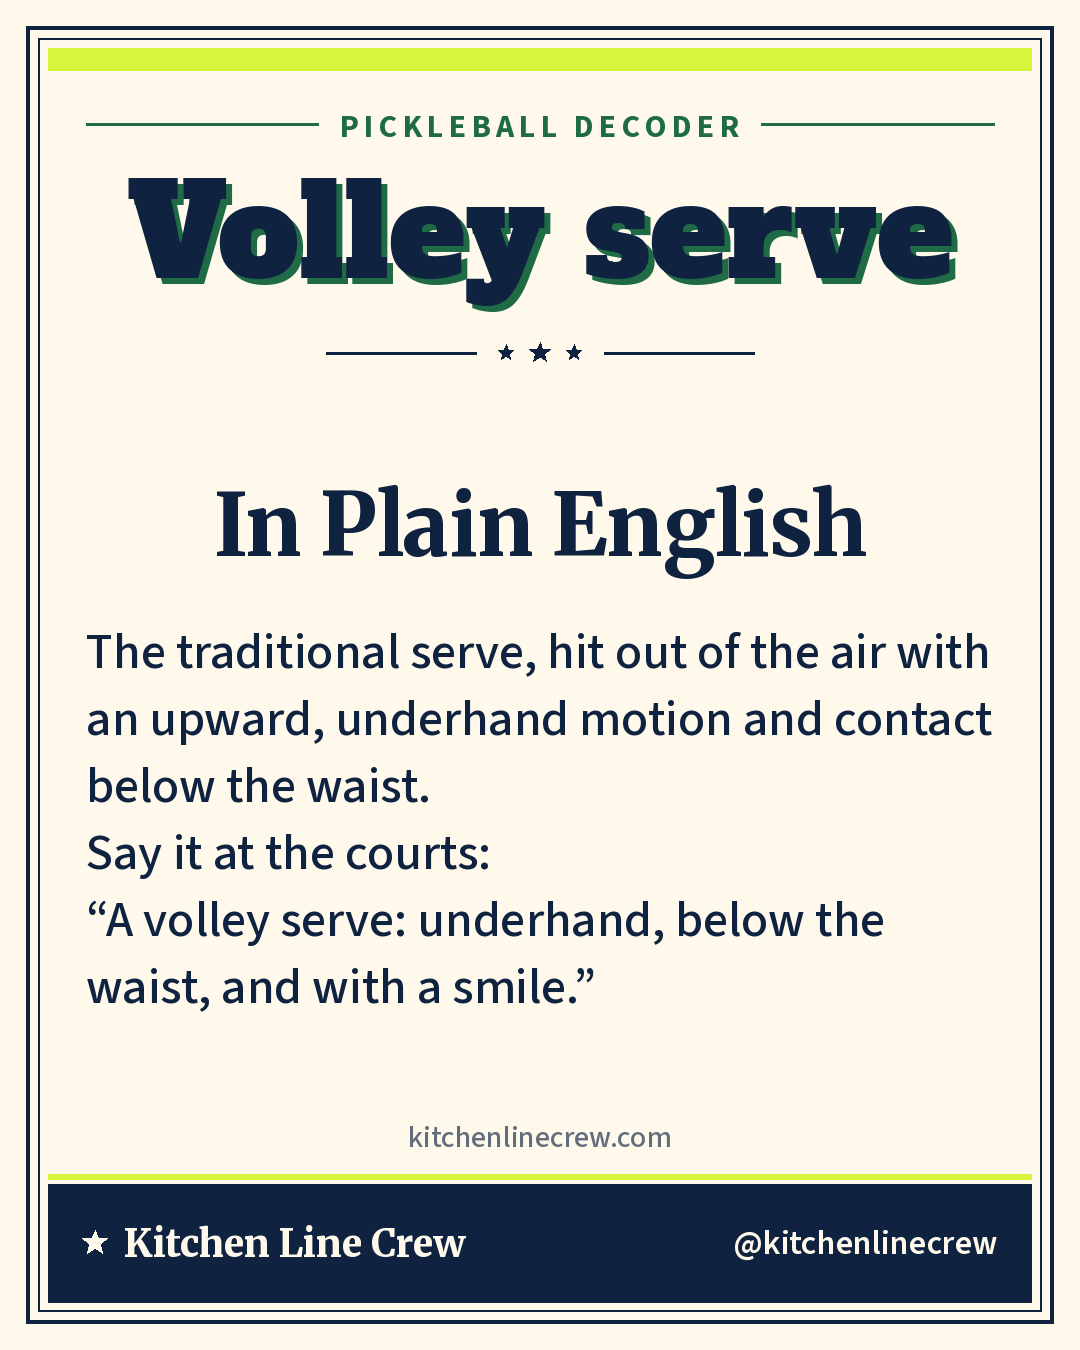 PICKLEBALL DECODER
Volley serve
In Plain English
The traditional serve, hit out of the air with
an upward, underhand motion and contact
below the waist.
Say it at the courts:
“A volley serve: underhand, below the
waist, and with a smile.”
kitchenlinecrew.com
Kitchen Line Crew
@kitchenlinecrew